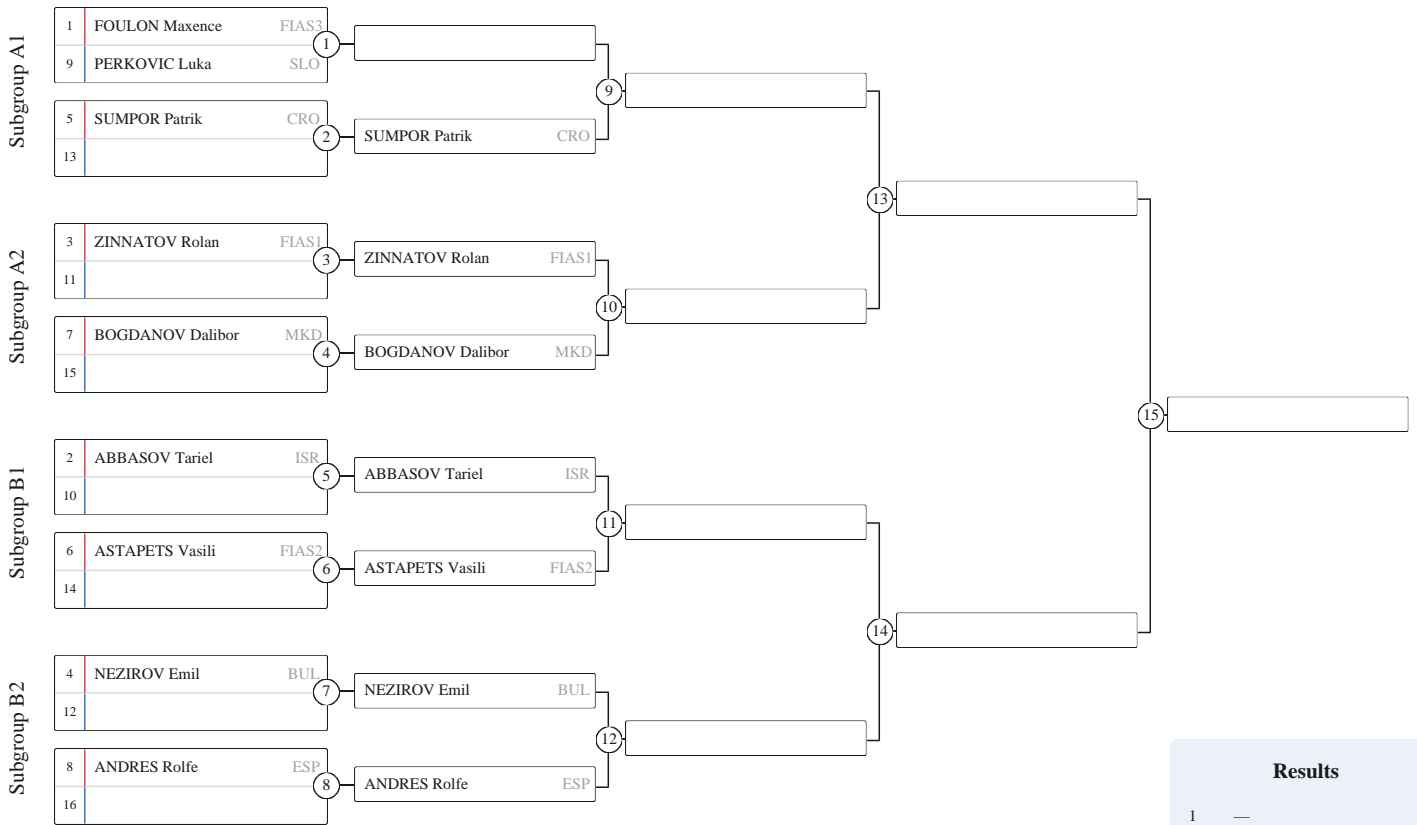 Subgroup A1
1 FOULON Maxence FIAS3
9 PERKOVIC Luka SLO
1
5 SUMPOR Patrik CRO
13
2
SUMPOR Patrik CRO
9
Subgroup A2
3 ZINNATOV Rolan FIAS1
11
3
ZINNATOV Rolan FIAS1
7 BOGDANOV Dalibor MKD
15
4
BOGDANOV Dalibor MKD
10
13
Subgroup B1
2 ABBASOV Tariel ISR
10
5
ABBASOV Tariel ISR
6 ASTAPETS Vasili FIAS2
14
6
ASTAPETS Vasili FIAS2
11
Subgroup B2
4 NEZIROV Emil BUL
12
7
NEZIROV Emil BUL
8 ANDRES Rolfe ESP
16
8
ANDRES Rolfe ESP
12
14
15
Results
1 —